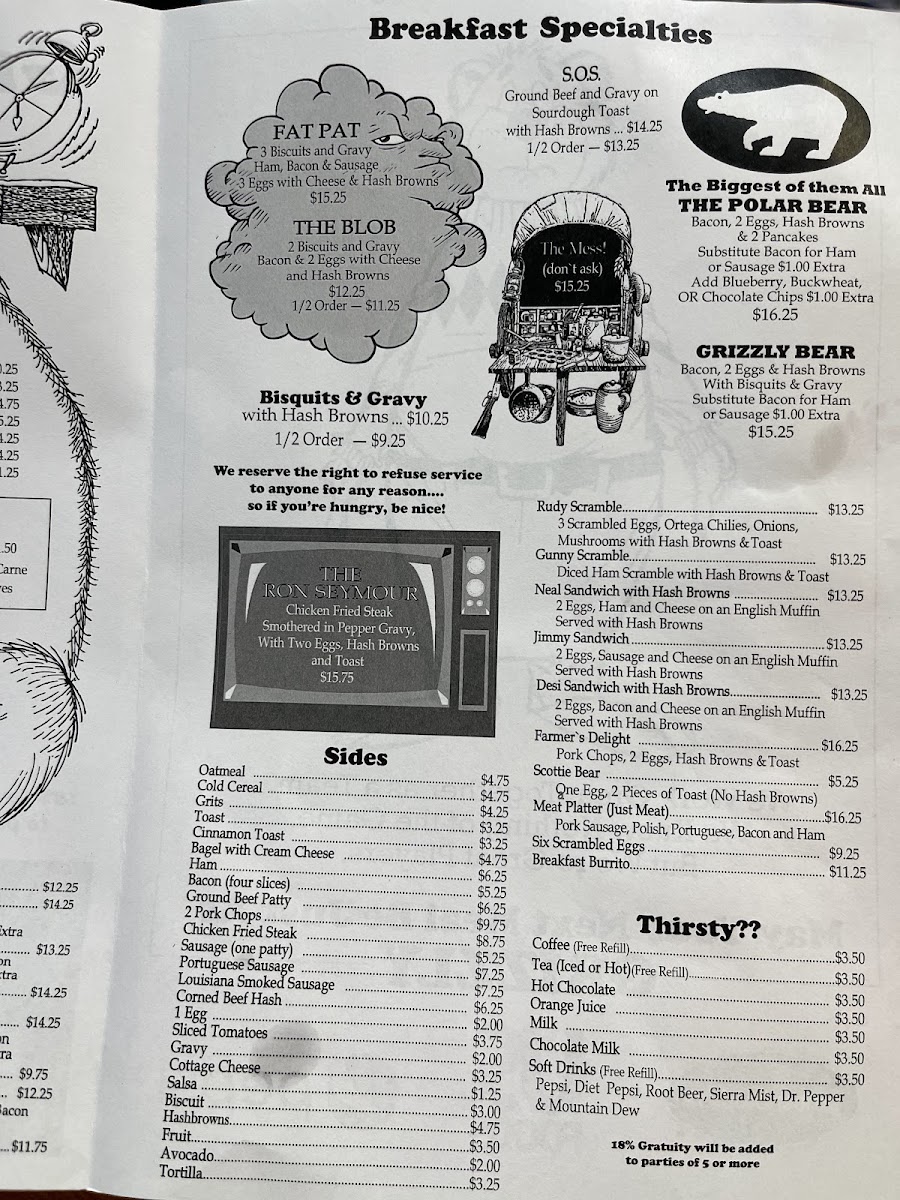 Breakfast Specialties
FAT PAT
3 Biscuits and Gravy
Ham, Bacon & Sausage
3 Eggs with Cheese & Hash Browns
$15.25
THE BLOB
2 Biscuits and Gravy
Bacon & 2 Eggs with Cheese
and Hash Browns
$12.25
1/2 Order — $11.25
S.O.S.
Ground Beef and Gravy on
Sourdough Toast
with Hash Browns ... $14.25
1/2 Order — $13.25
The Mess!
(don`t ask)
$15.25
The Biggest of them All
THE POLAR BEAR
Bacon, 2 Eggs, Hash Browns
& 2 Pancakes
Substitute Bacon for Ham
or Sausage $1.00 Extra
Add Blueberry, Buckwheat,
OR Chocolate Chips $1.00 Extra
$16.25
GRIZZLY BEAR
Bacon, 2 Eggs & Hash Browns
With Bisquits & Gravy
Substitute Bacon for Ham
or Sausage $1.00 Extra
$15.25
Bisquits & Gravy
with Hash Browns ... $10.25
1/2 Order — $9.25
We reserve the right to refuse service
to anyone for any reason....
so if you're hungry, be nice!
THE
RON SEYMOUR
Chicken Fried Steak
Smothered in Pepper Gravy,
With Two Eggs, Hash Browns
and Toast
$15.75
Sides
Oatmeal $4.75
Cold Cereal $4.75
Grits $4.25
Toast $3.25
Cinnamon Toast $3.25
Bagel with Cream Cheese $4.75
Ham $6.25
Bacon (four slices) $5.25
Ground Beef Patty $6.25
2 Pork Chops $9.75
Chicken Fried Steak $8.75
Sausage (one patty) $5.25
Portuguese Sausage $7.25
Louisiana Smoked Sausage $7.25
Corned Beef Hash $6.25
1 Egg $2.00
Sliced Tomatoes $3.75
Gravy $2.00
Cottage Cheese $3.25
Salsa $1.25
Biscuit $3.00
Hashbrowns $4.75
Fruit $3.50
Avocado $2.00
Tortilla $3.25
Rudy Scramble $13.25
3 Scrambled Eggs, Ortega Chilies, Onions,
Mushrooms with Hash Browns & Toast
Gunny Scramble $13.25
Diced Ham Scramble with Hash Browns & Toast
Neal Sandwich with Hash Browns $13.25
2 Eggs, Ham and Cheese on an English Muffin
Served with Hash Browns
Jimmy Sandwich $13.25
2 Eggs, Sausage and Cheese on an English Muffin
Served with Hash Browns
Desi Sandwich with Hash Browns $13.25
2 Eggs, Bacon and Cheese on an English Muffin
Served with Hash Browns
Farmer`s Delight $16.25
Pork Chops, 2 Eggs, Hash Browns & Toast
Scottie Bear $5.25
One Egg, 2 Pieces of Toast (No Hash Browns)
Meat Platter (Just Meat) $16.25
Pork Sausage, Polish, Portuguese, Bacon and Ham
Six Scrambled Eggs $9.25
Breakfast Burrito $11.25
Thirsty??
Coffee (Free Refill) $3.50
Tea (Iced or Hot)(Free Refill) $3.50
Hot Chocolate $3.50
Orange Juice $3.50
Milk $3.50
Chocolate Milk $3.50
Soft Drinks (Free Refill) $3.50
Pepsi, Diet Pepsi, Root Beer, Sierra Mist, Dr. Pepper
& Mountain Dew
18% Gratuity will be added
to parties of 5 or more
$12.25
$14.25
$13.25
$14.25
$14.25
$9.75
$12.25
$11.75